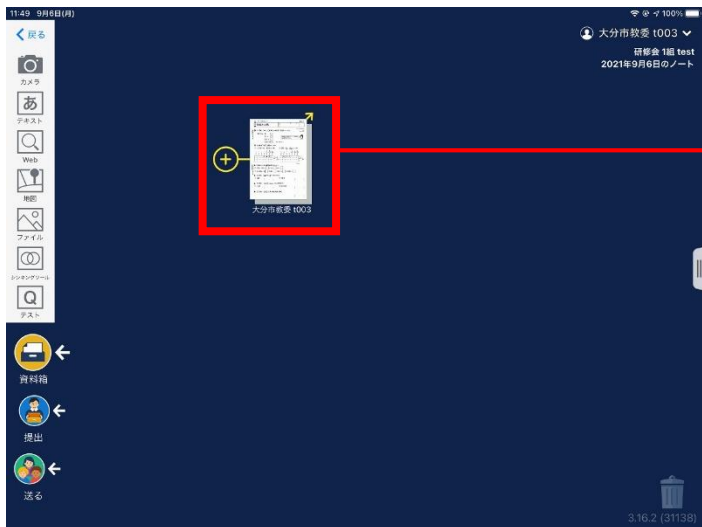 11:49 9月6日(月)
100%
戻る
大分市教委 t003
研修会 1組 test
2021年9月6日のノート
カメラ
あ
テキスト
Web
地図
ファイル
シンキングツール
Q
テスト
大分市教委 t003
資料箱
提出
送る
3.16.2 (31138)